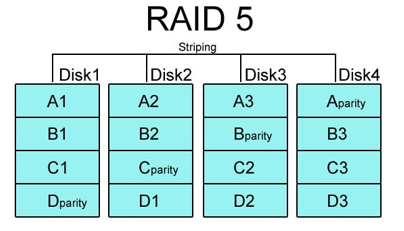 RAID 5
Striping
Disk1 Disk2 Disk3 Disk4
A1 A2 A3 Aparity
B1 B2 Bparity B3
C1 Cparity C2 C3
Dparity D1 D2 D3